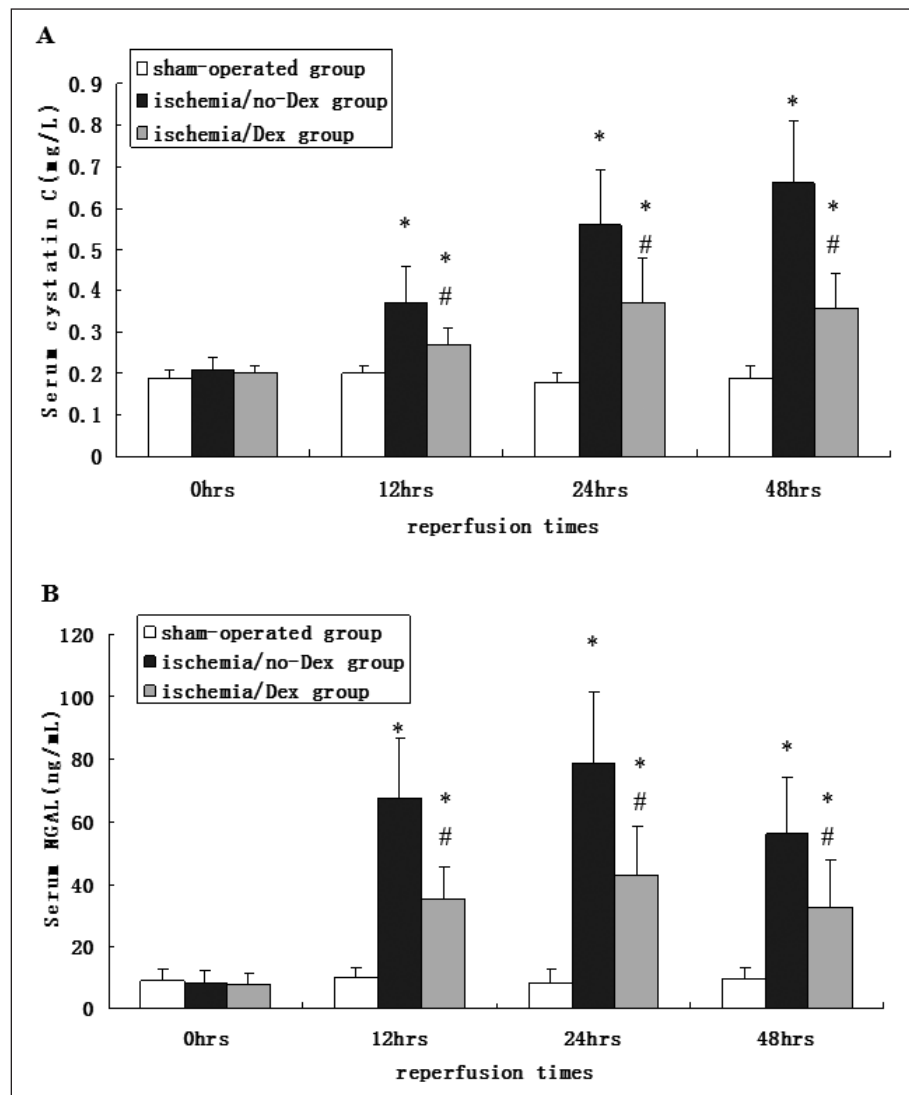 A
sham-operated group
ischemia/no-Dex group
ischemia/Dex group
Serum cystatin C(mg/L)
0.9
0.8
0.7
0.6
0.5
0.4
0.3
0.2
0.1
0
*
*
#
*
*
#
*
*
#
0hrs 12hrs 24hrs 48hrs
reperfusion times
B
sham-operated group
ischemia/no-Dex group
ischemia/Dex group
Serum NGAL(ng/mL)
120
100
80
60
40
20
0
*
*
#
*
*
#
*
*
#
0hrs 12hrs 24hrs 48hrs
reperfusion times